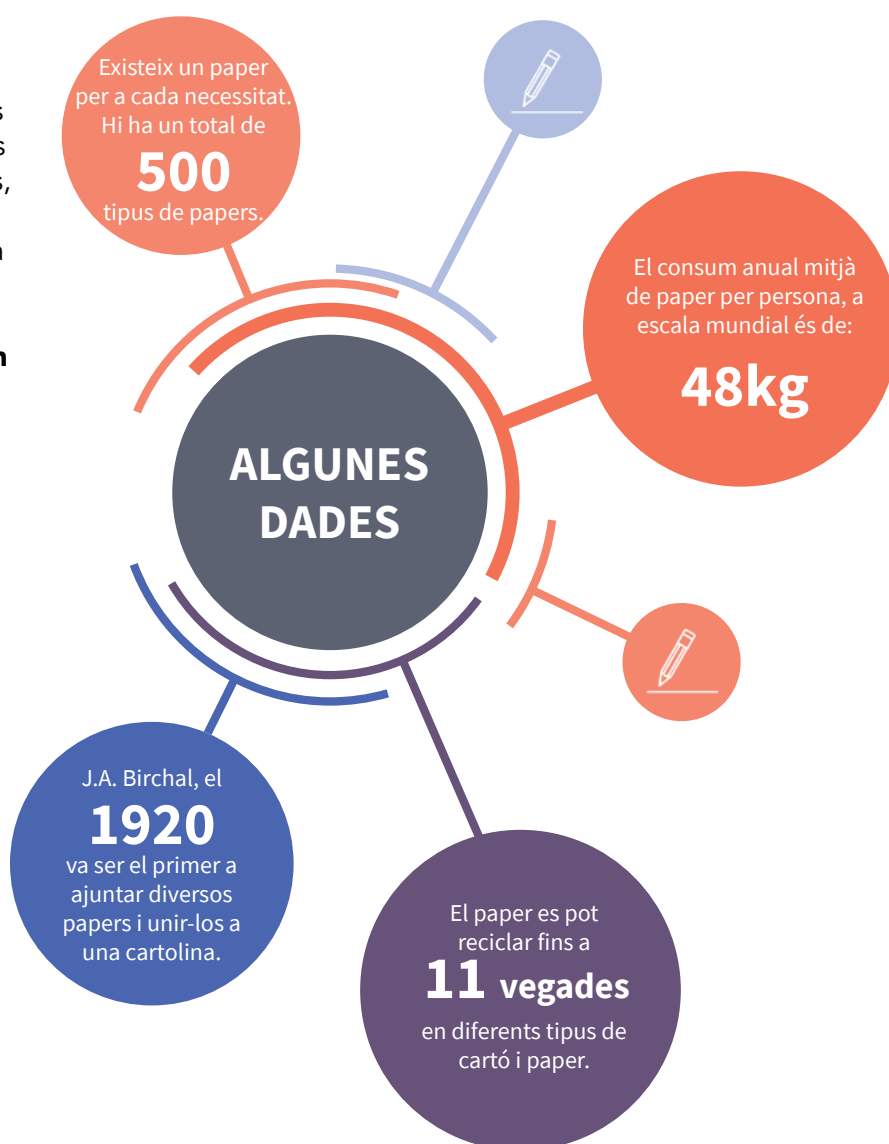 Existeix un paper
per a cada necessitat.
Hi ha un total de
500
tipus de papers.
El consum anual mitjà
de paper per persona, a
escala mundial és de:
48kg
ALGUNES
DADES
J.A. Birchal, el
1920
va ser el primer a
ajuntar diversos
papers i unir-los a
una cartolina.
El paper es pot
reciclar fins a
11 vegades
en diferents tipus de
cartó i paper.